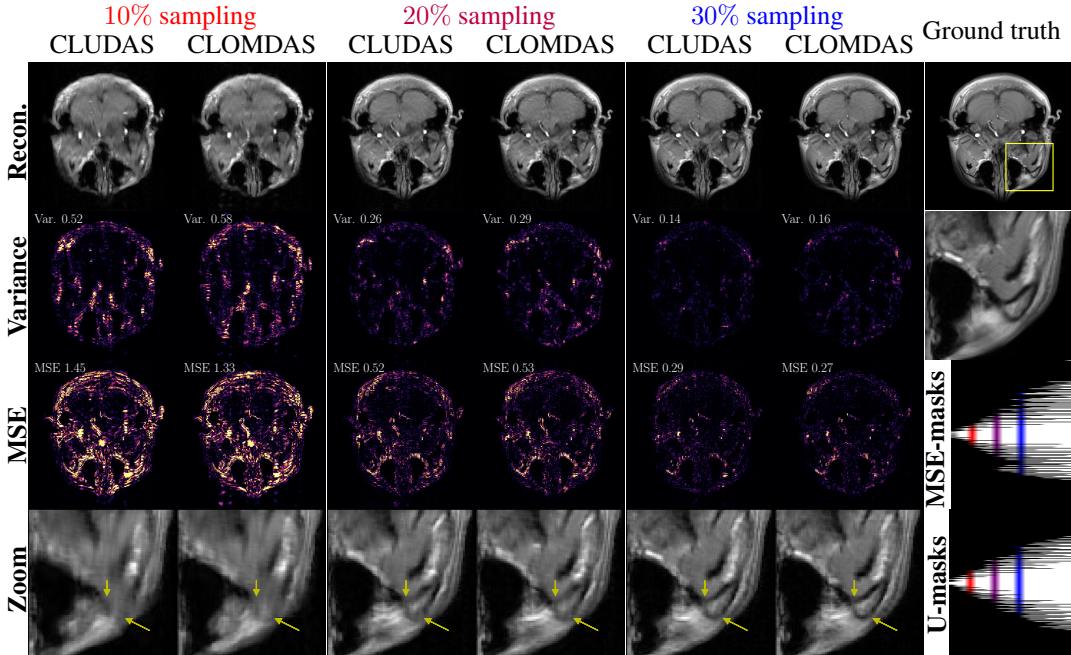 10% sampling 20% sampling 30% sampling
CLUDAS CLOMDAS CLUDAS CLOMDAS CLUDAS CLOMDAS Ground truth
Recon.
Variance
Var. 0.52 Var. 0.58 Var. 0.26 Var. 0.29 Var. 0.14 Var. 0.16
MSE
MSE 1.45 MSE 1.33 MSE 0.52 MSE 0.53 MSE 0.29 MSE 0.27
MSE-masks
Zoom
U-masks